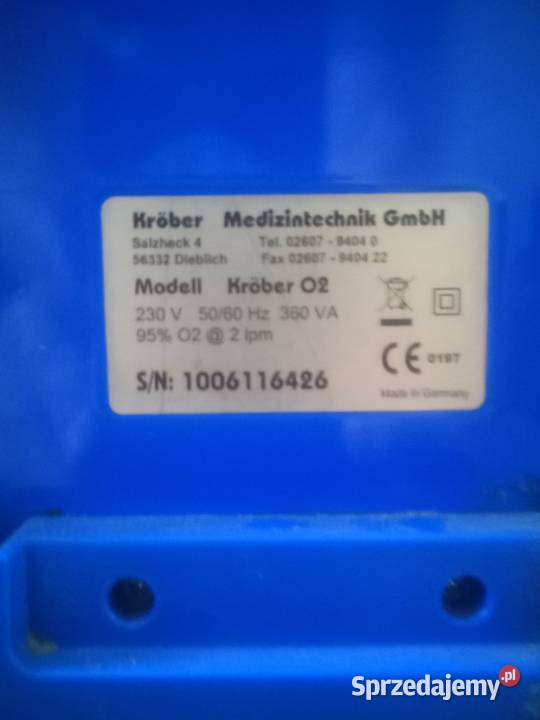 Kröber Medizintechnik GmbH
Salzheck 4 Tel. 02607 - 9404 0
56332 Dieblich Fax 02607 - 9404 22
Modell Kröber O2
230 V 50/60 Hz 360 VA
95% O2 @ 2 lpm
CE 0197
S/N: 1006116426
Made in Germany
Sprzedajemy.pl